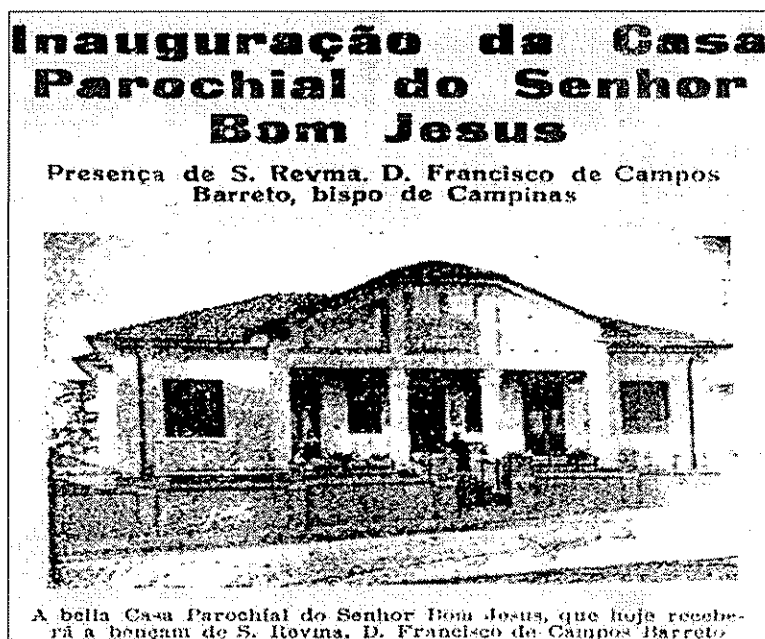 Inauguração da Casa
Parochial do Senhor
Bom Jesus
Presença de S. Revma. D. Francisco de Campos
Barreto, bispo de Campinas
A bella Casa Parochial do Senhor Bom Jesus, que hoje recebe-
rá a bençam de S. Revma. D. Francisco de Campos Barreto